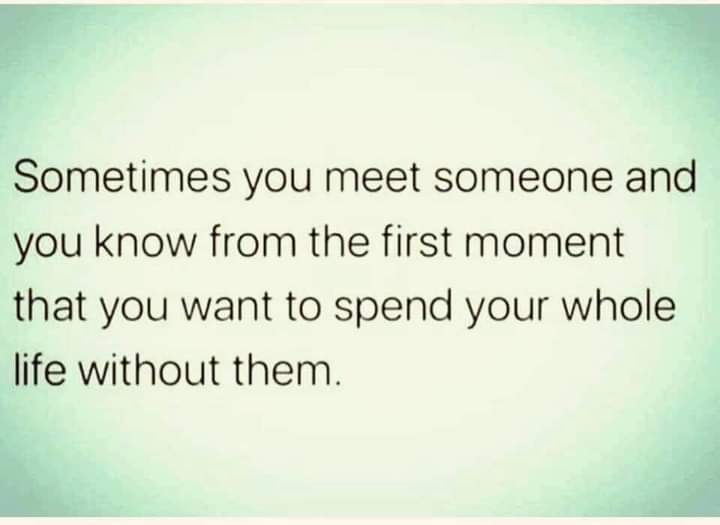 Sometimes you meet someone and
you know from the first moment
that you want to spend your whole
life without them.